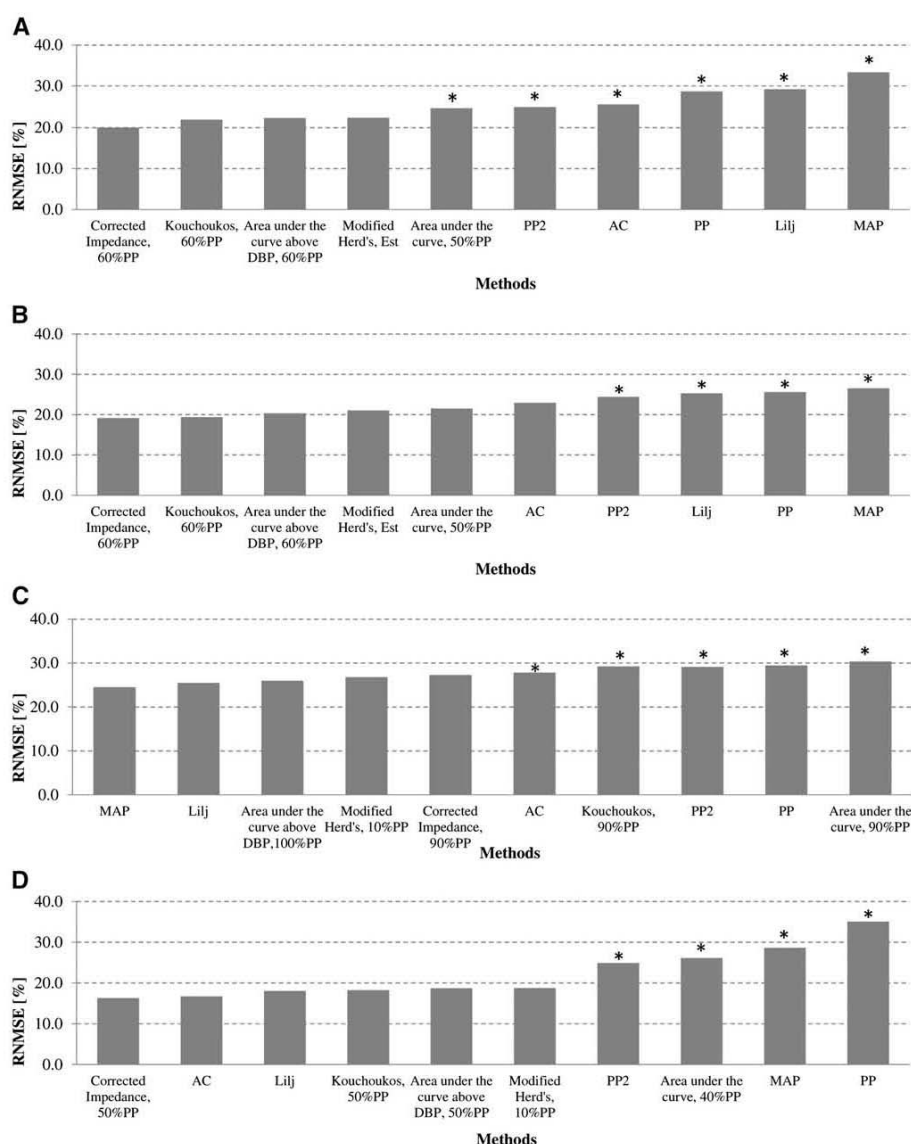 A
40.0
30.0
20.0
10.0
0.0
RNMSE [%]
* * * * * *
Corrected Kouchoukos, Area under the Modified Area under the PP2 AC PP Lilj MAP
Impedance, 60%PP curve above Herd's, Est curve, 50%PP
60%PP DBP, 60%PP
Methods
B
40.0
30.0
20.0
10.0
0.0
RNMSE [%]
* * * *
Corrected Kouchoukos, Area under the Modified Area under the AC PP2 Lilj PP MAP
Impedance, 60%PP curve above Herd's, Est curve, 50%PP
60%PP DBP, 60%PP
Methods
C
40.0
30.0
20.0
10.0
0.0
RNMSE [%]
* * * * *
MAP Lilj Area under the Modified Corrected AC Kouchoukos, PP2 PP Area under the
curve above Herd's, 10%PP Impedance, 90%PP curve, 90%PP
DBP,100%PP 90%PP
Methods
D
40.0
30.0
20.0
10.0
0.0
RNMSE [%]
* * * *
Corrected AC Lilj Kouchoukos, Area under the Modified PP2 Area under the MAP PP
Impedance, 50%PP curve above Herd's, curve, 40%PP
50%PP DBP, 50%PP 10%PP
Methods